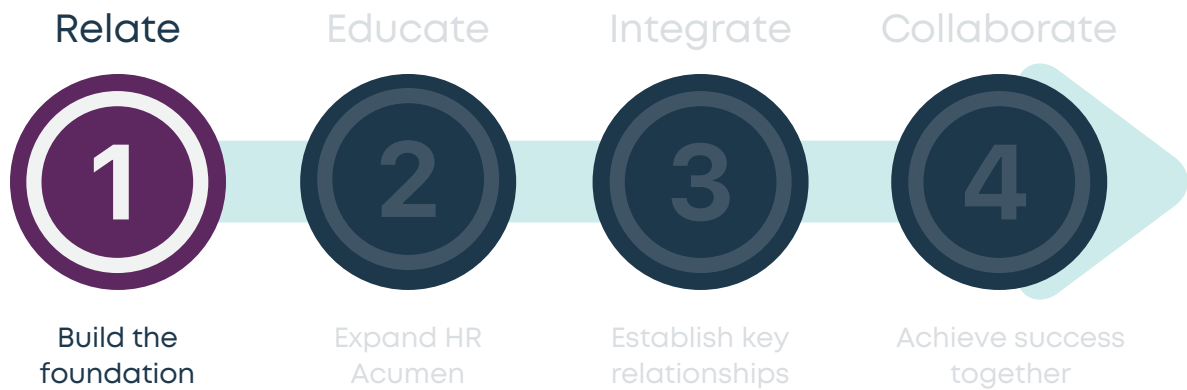 Relate
Educate
Integrate
Collaborate
1
2
3
4
Build the
foundation
Expand HR
Acumen
Establish key
relationships
Achieve success
together